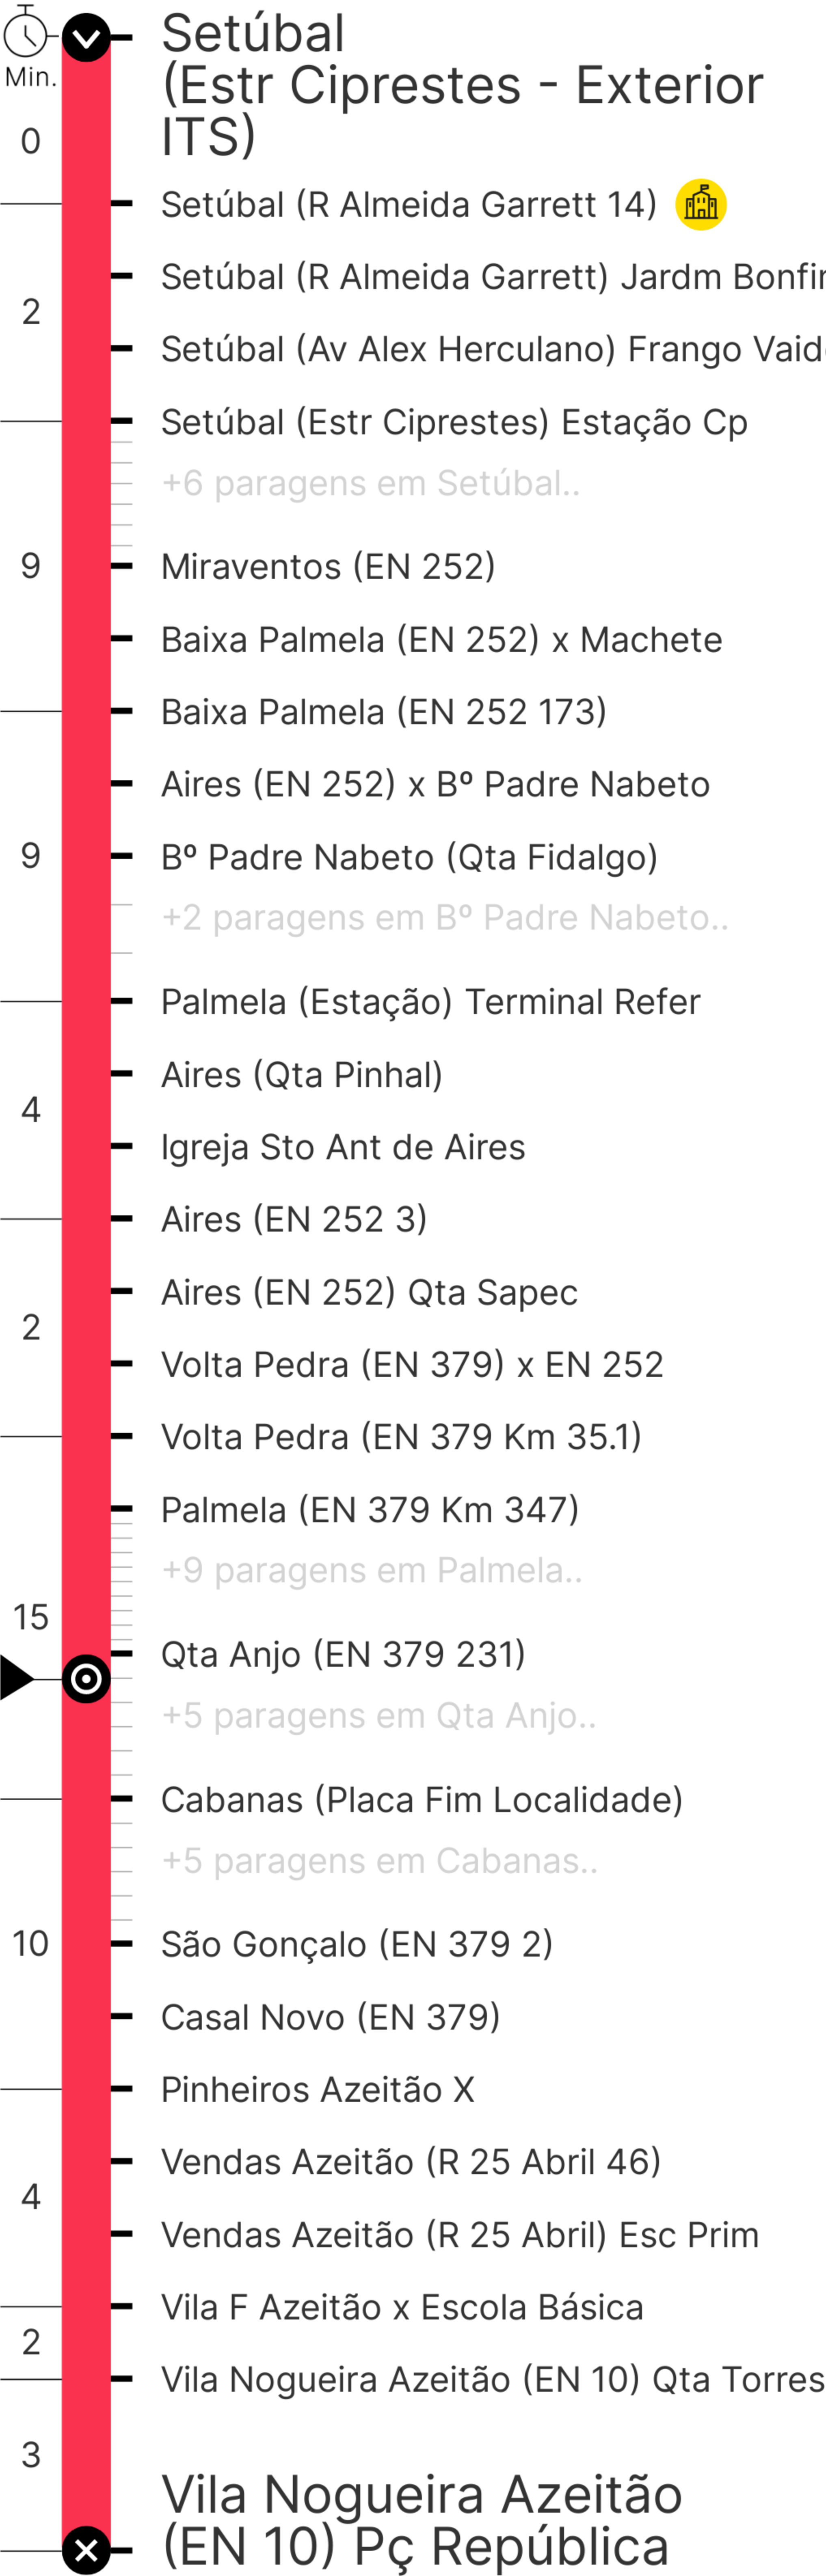 Setúbal
Min.
(Estr Ciprestes - Exterior
0
ITS)
Setúbal (R Almeida Garrett 14)
Setúbal (R Almeida Garrett) Jardm
2
Setúbal (Av Alex Herculano) Frango
Setúbal (Estr Ciprestes) Estação Cp
+6 paragens em Setúbal..
9
Miraventos (EN 252)
Baixa Palmela (EN 252) x Machete
Baixa Palmela (EN 252 173)
Aires (EN 252) x Bº Padre Nabeto
9
Bº Padre Nabeto (Qta Fidalgo)
+2 paragens em Bº Padre Nabeto..
Palmela (Estação) Terminal Refer
Aires (Qta Pinhal)
4
Igreja Sto Ant de Aires
Aires (EN 252 3)
Aires (EN 252) Qta Sapec
2
Volta Pedra (EN 379) x EN 252
Volta Pedra (EN 379 Km 35.1)
Palmela (EN 379 Km 347)
+9 paragens em Palmela..
15
Qta Anjo (EN 379 231)
+5 paragens em Qta Anjo..
Cabanas (Placa Fim Localidade)
+5 paragens em Cabanas..
10
São Gonçalo (EN 379 2)
Casal Novo (EN 379)
Pinheiros Azeitão X
Vendas Azeitão (R 25 Abril 46)
4
Vendas Azeitão (R 25 Abril) Esc Prim
Vila F Azeitão x Escola Básica
2
Vila Nogueira Azeitão (EN 10) Qta Torres
3
Vila Nogueira Azeitão
(EN 10) Pç República